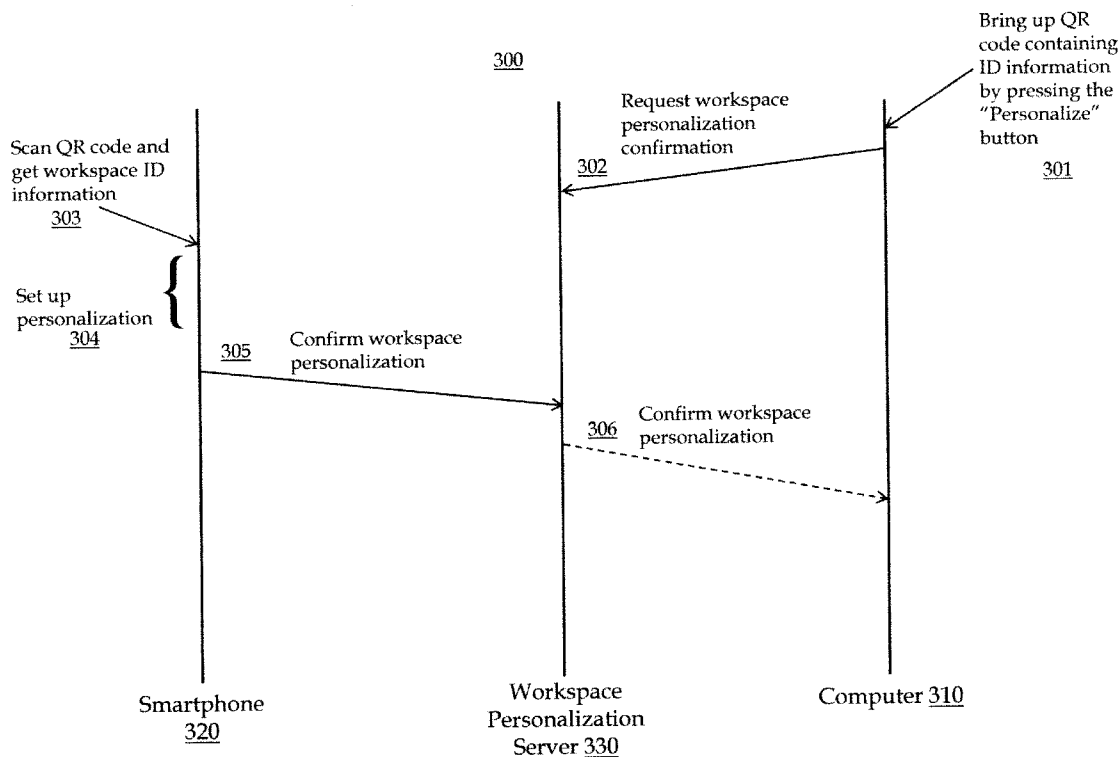 300
Bring up QR
code containing
ID information
by pressing the
“Personalize”
button
301
Request workspace
personalization
confirmation
302
Scan QR code and
get workspace ID
information
303
Set up
personalization
304
305
Confirm workspace
personalization
306
Confirm workspace
personalization
Smartphone
320
Workspace
Personalization
Server 330
Computer 310